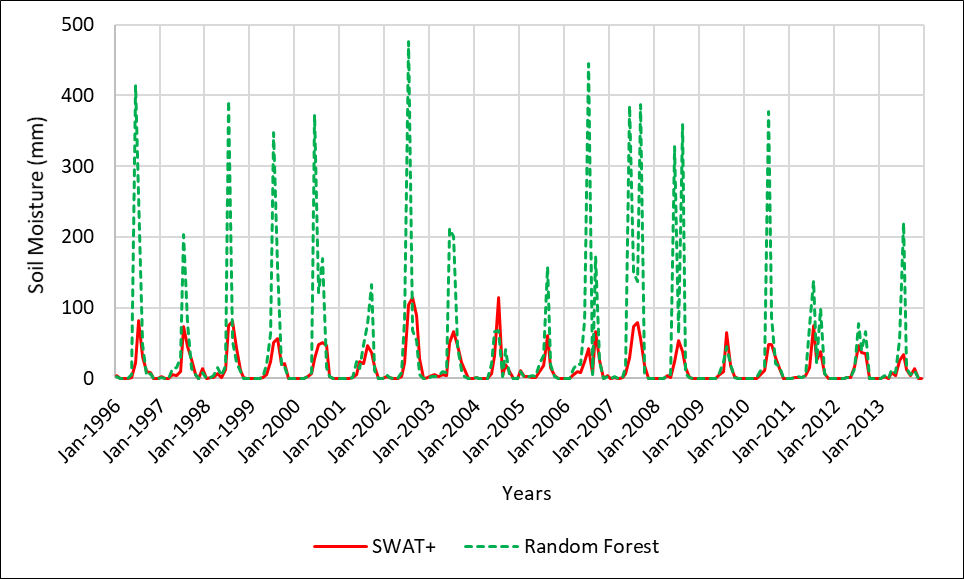 500
400
300
200
100
0
Soil Moisture (mm)
Jan-1996
Jan-1997
Jan-1998
Jan-1999
Jan-2000
Jan-2001
Jan-2002
Jan-2003
Jan-2004
Jan-2005
Jan-2006
Jan-2007
Jan-2008
Jan-2009
Jan-2010
Jan-2011
Jan-2012
Jan-2013
Years
SWAT+ Random Forest